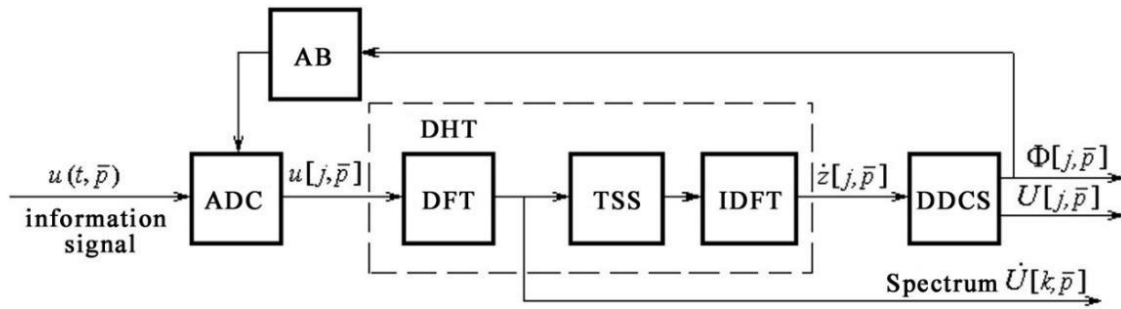 AB
DHT
u(t, p̄)
information
signal
ADC
u[j, p̄]
DFT
TSS
IDFT
ż[j, p̄]
DDCS
Φ[j, p̄]
U[j, p̄]
Spectrum U̇[k, p̄]